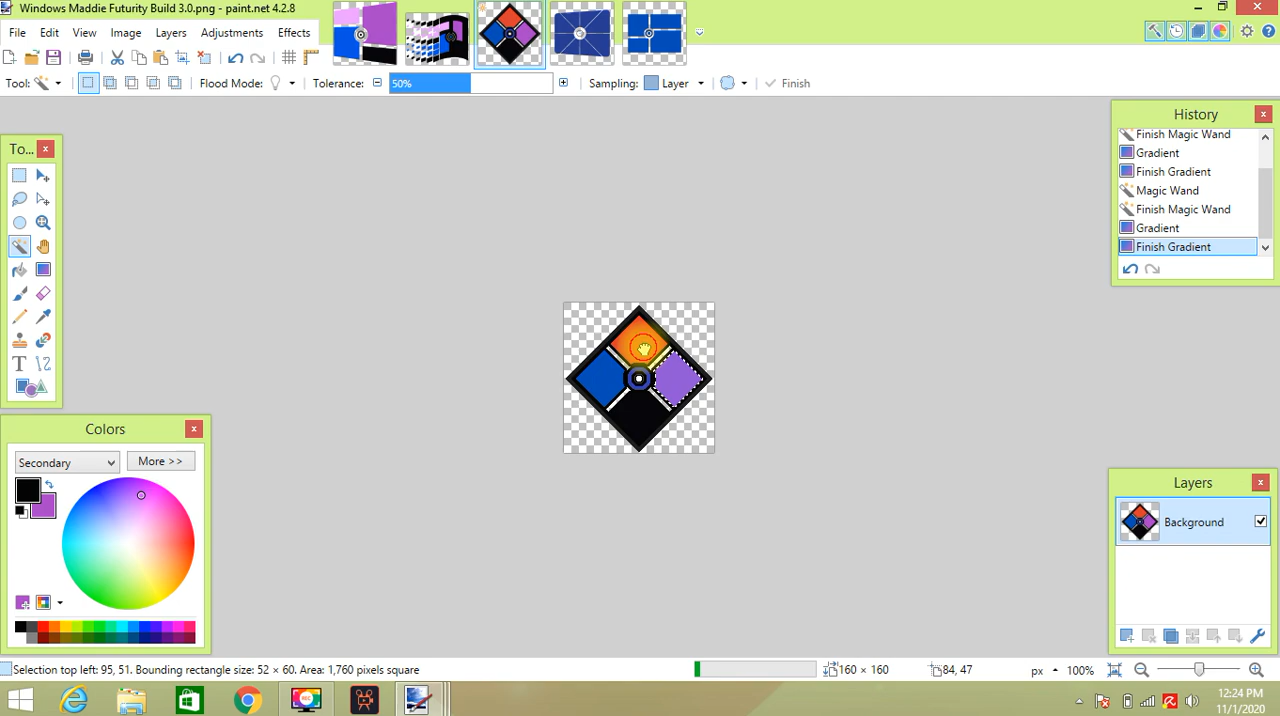 Windows Maddie Futurity Build 3.0.png - paint.net 4.2.8
File Edit View Image Layers Adjustments Effects
Tool: Flood Mode: Tolerance: 50% Sampling: Layer Finish
To...
History
Finish Magic Wand
Gradient
Finish Gradient
Magic Wand
Finish Magic Wand
Gradient
Finish Gradient
Colors
Secondary More >>
Layers
Background
Selection top left: 95, 51. Bounding rectangle size: 52 × 60. Area: 1,760 pixels square 160 × 160 84, 47 px 100%
REC
12:24 PM
11/1/2020